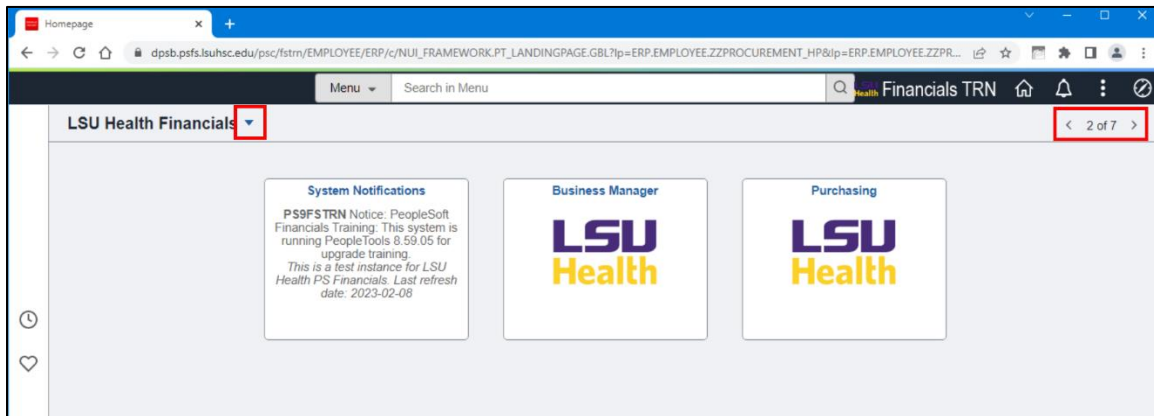 Homepage
dpsb.psfs.lsuhsc.edu/psc/fstrn/EMPLOYEE/ERP/c/NUI_FRAMEWORK.PT_LANDINGPAGE.GBL?lp=ERP.EMPLOYEE.ZZPROCUREMENT_HP&lp=ERP.EMPLOYEE.ZZPR...
Menu
Search in Menu
LSU Health
Financials TRN
LSU Health Financials
2 of 7
System Notifications
PS9FSTRN Notice: PeopleSoft
Financials Training: This system is
running PeopleTools 8.59.05 for
upgrade training.
This is a test instance for LSU
Health PS Financials. Last refresh
date: 2023-02-08
Business Manager
LSU
Health
Purchasing
LSU
Health